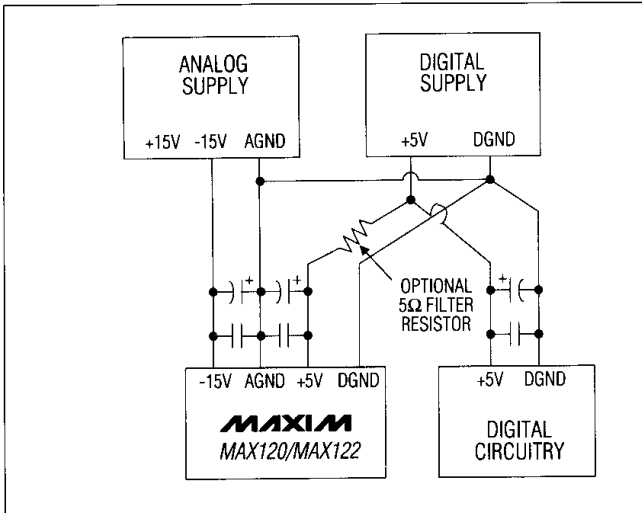 ANALOG
SUPPLY
+15V -15V AGND
DIGITAL
SUPPLY
+5V DGND
+ +
+
OPTIONAL
5Ω FILTER
RESISTOR
-15V AGND +5V DGND
MAXIM
MAX120/MAX122
+5V DGND
DIGITAL
CIRCUITRY